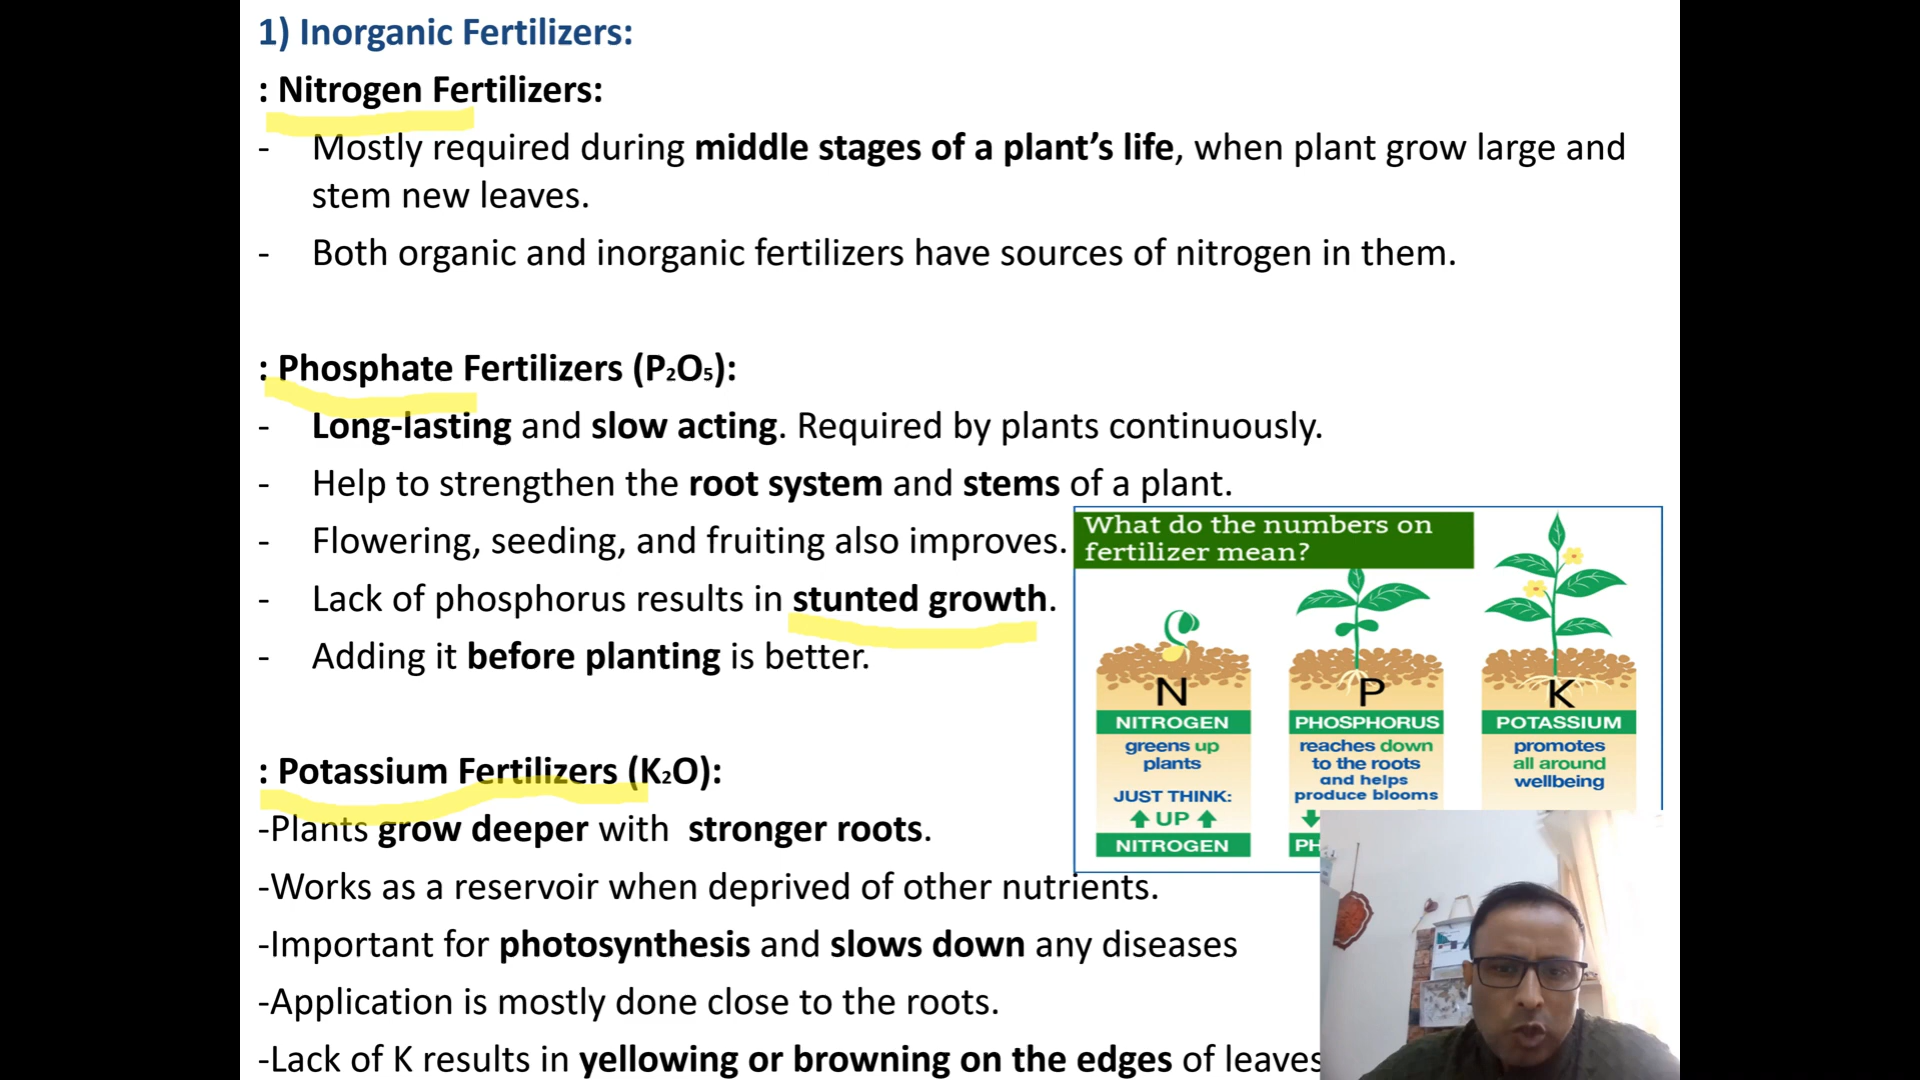 1) Inorganic Fertilizers:
: Nitrogen Fertilizers:
- Mostly required during middle stages of a plant’s life, when plant grow large and
stem new leaves.
- Both organic and inorganic fertilizers have sources of nitrogen in them.
: Phosphate Fertilizers (P₂O₅):
- Long-lasting and slow acting. Required by plants continuously.
- Help to strengthen the root system and stems of a plant.
- Flowering, seeding, and fruiting also improves.
- Lack of phosphorus results in stunted growth.
- Adding it before planting is better.
: Potassium Fertilizers (K₂O):
-Plants grow deeper with stronger roots.
-Works as a reservoir when deprived of other nutrients.
-Important for photosynthesis and slows down any diseases
-Application is mostly done close to the roots.
-Lack of K results in yellowing or browning on the edges of leaves
What do the numbers on
fertilizer mean?
N
NITROGEN
greens up
plants
JUST THINK:
UP
NITROGEN
P
PHOSPHORUS
reaches down
to the roots
and helps
produce blooms
PH
K
POTASSIUM
promotes
all around
wellbeing